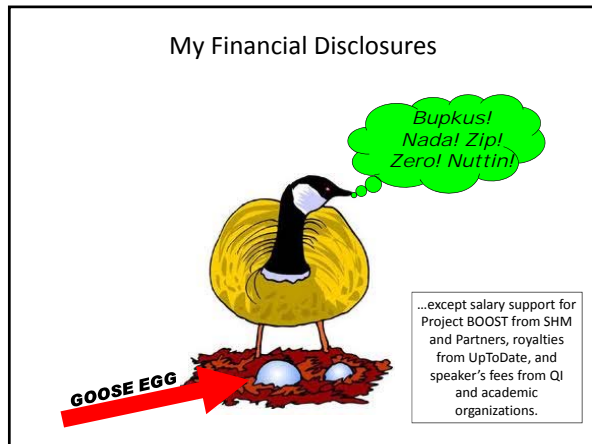 My Financial Disclosures
Bupkus!
Nada! Zip!
Zero! Nuttin!
…except salary support for
Project BOOST from SHM
and Partners, royalties
from UpToDate, and
speaker’s fees from QI
and academic
organizations.
GOOSE EGG